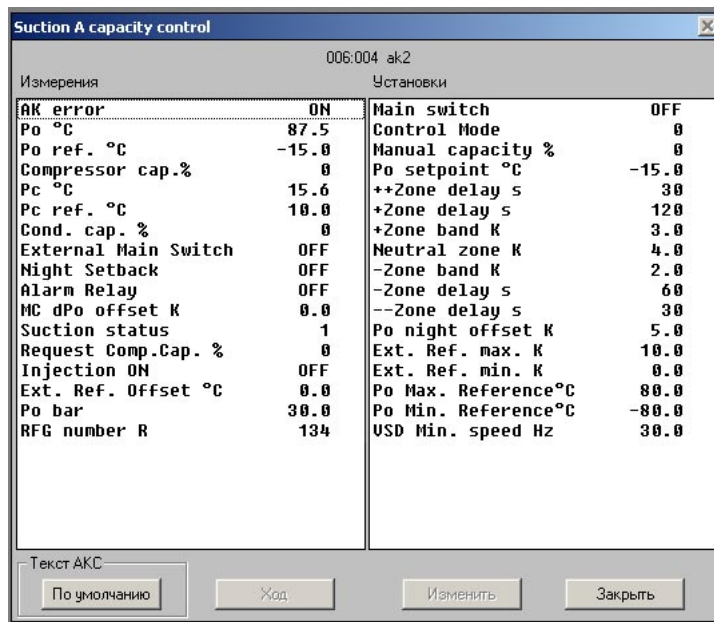 Suction A capacity control
006:004 ak2
Измерения
Установки
AK error ON
Po °C 87.5
Po ref. °C -15.0
Compressor cap.% 0
Pc °C 15.6
Pc ref. °C 10.0
Cond. cap. % 0
External Main Switch OFF
Night Setback OFF
Alarm Relay OFF
MC dPo offset K 0.0
Suction status 1
Request Comp.Cap. % 0
Injection ON OFF
Ext. Ref. Offset °C 0.0
Po bar 30.0
RFG number R 134
Main switch OFF
Control Mode 0
Manual capacity % 0
Po setpoint °C -15.0
++Zone delay s 30
+Zone delay s 120
+Zone band K 3.0
Neutral zone K 4.0
-Zone band K 2.0
-Zone delay s 60
--Zone delay s 30
Po night offset K 5.0
Ext. Ref. max. K 10.0
Ext. Ref. min. K 0.0
Po Max. Reference°C 80.0
Po Min. Reference°C -80.0
VSD Min. speed Hz 30.0
Текст АКС
По умолчанию
Ход
Изменить
Закрыть